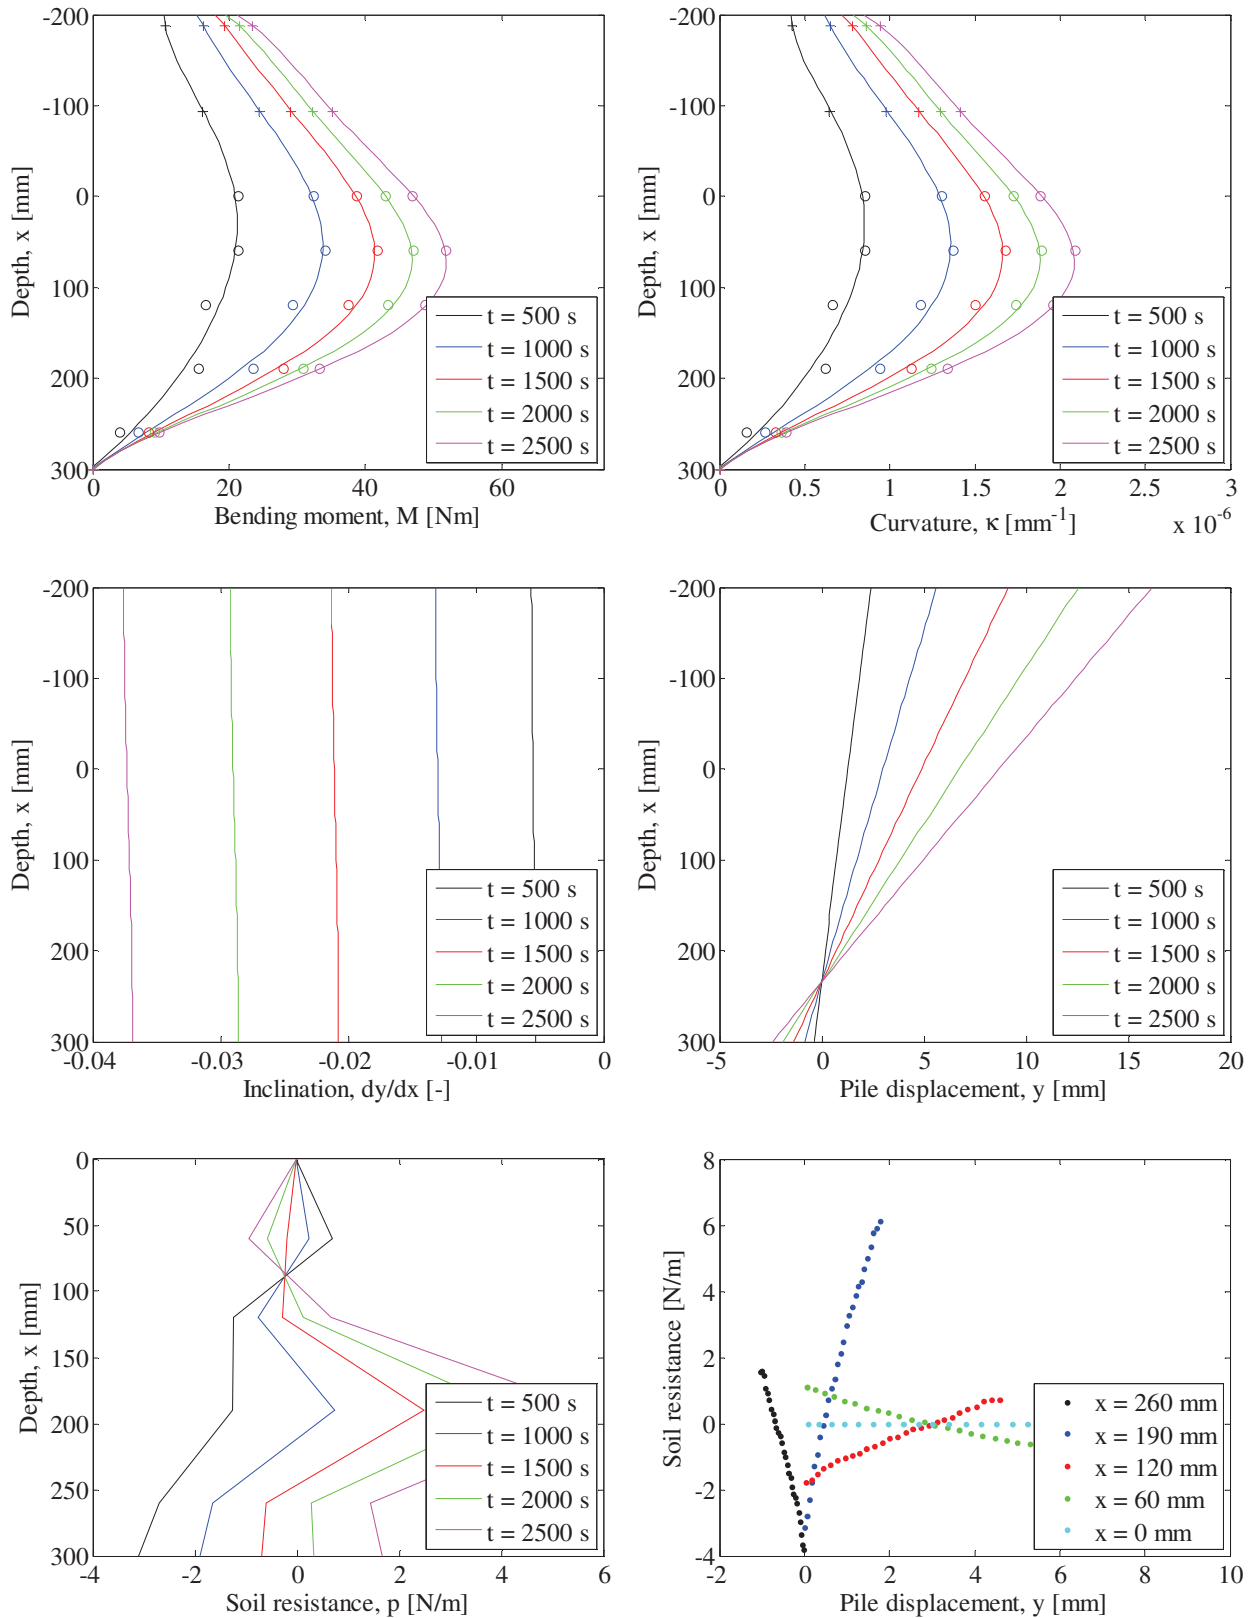 -200
-100
0
100
200
300
0
20
40
60
Depth, x [mm]
Bending moment, M [Nm]
t = 500 s
t = 1000 s
t = 1500 s
t = 2000 s
t = 2500 s
-200
-100
0
100
200
300
0
0.5
1
1.5
2
2.5
3
x 10-6
Depth, x [mm]
Curvature, κ [mm-1]
t = 500 s
t = 1000 s
t = 1500 s
t = 2000 s
t = 2500 s
-200
-100
0
100
200
300
-0.04
-0.03
-0.02
-0.01
0
Depth, x [mm]
Inclination, dy/dx [-]
t = 500 s
t = 1000 s
t = 1500 s
t = 2000 s
t = 2500 s
-200
-100
0
100
200
300
-5
0
5
10
15
20
Depth, x [mm]
Pile displacement, y [mm]
t = 500 s
t = 1000 s
t = 1500 s
t = 2000 s
t = 2500 s
0
50
100
150
200
250
300
-4
-2
0
2
4
6
Depth, x [mm]
Soil resistance, p [N/m]
t = 500 s
t = 1000 s
t = 1500 s
t = 2000 s
t = 2500 s
8
6
4
2
0
-2
-4
-2
0
2
4
6
8
10
Soil resistance [N/m]
Pile displacement, y [mm]
x = 260 mm
x = 190 mm
x = 120 mm
x = 60 mm
x = 0 mm